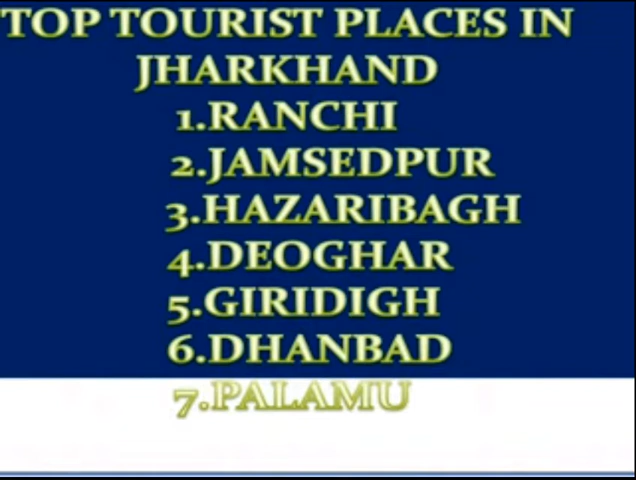 TOP TOURIST PLACES IN
JHARKHAND
1.RANCHI
2.JAMSEDPUR
3.HAZARIBAGH
4.DEOGHAR
5.GIRIDIGH
6.DHANBAD
7.PALAMU